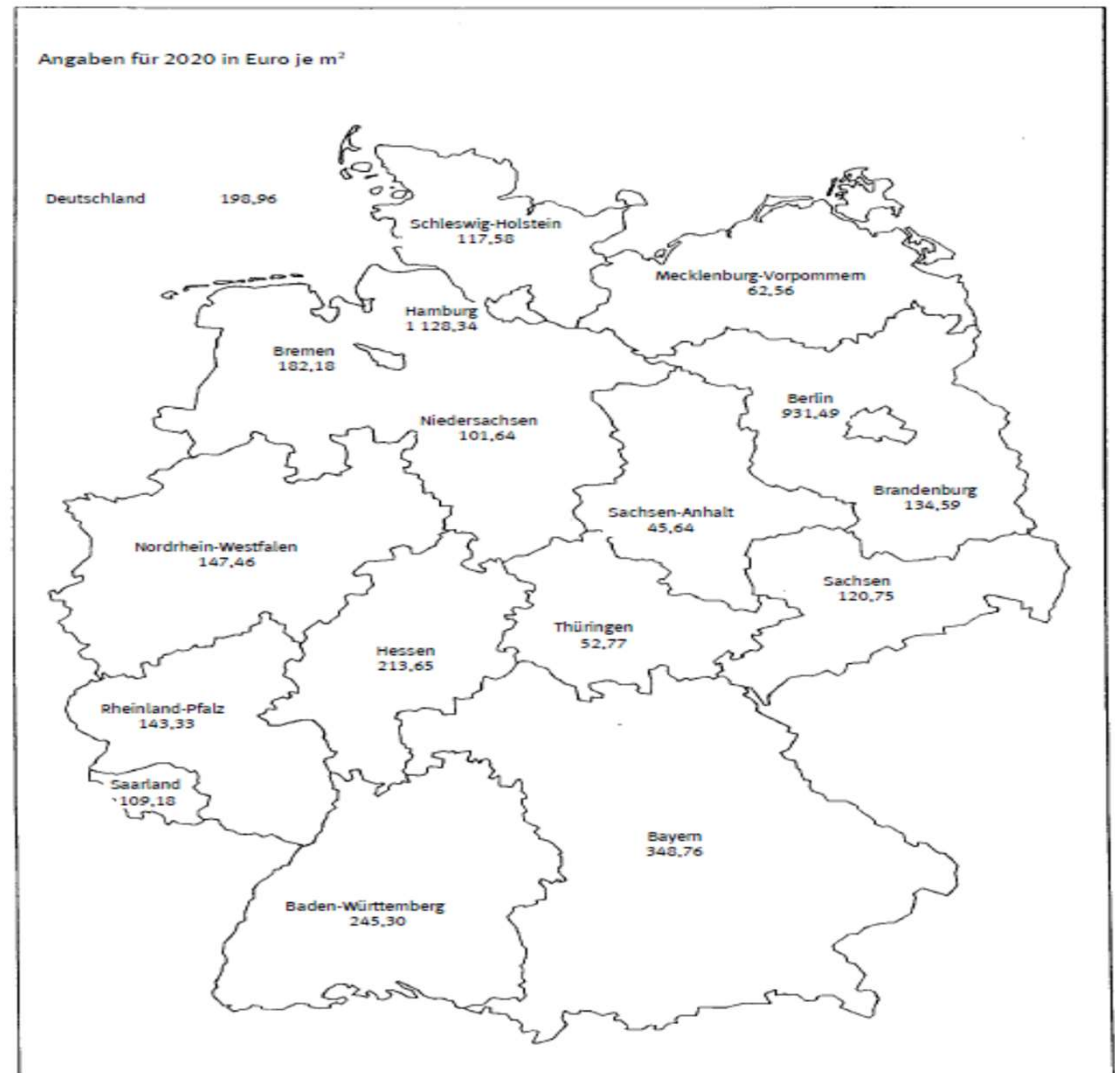 Angaben für 2020 in Euro je m²
Deutschland 198,96
Schleswig-Holstein
117,58
Mecklenburg-Vorpommern
62,56
Hamburg
1 128,34
Bremen
182,18
Berlin
931,49
Niedersachsen
101,64
Brandenburg
134,59
Sachsen-Anhalt
45,64
Nordrhein-Westfalen
147,46
Sachsen
120,75
Thüringen
52,77
Hessen
213,65
Rheinland-Pfalz
143,33
Saarland
109,18
Bayern
348,76
Baden-Württemberg
245,30